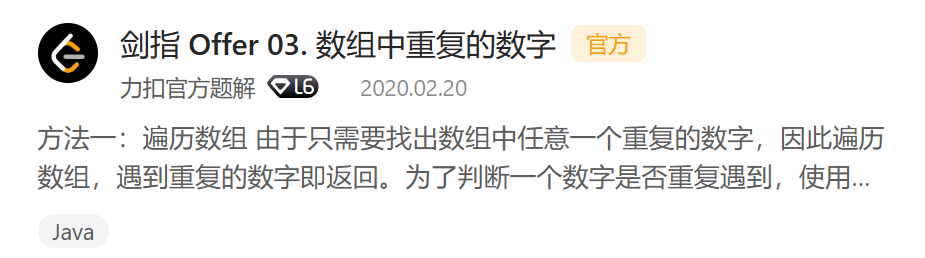 剑指 Offer 03. 数组中重复的数字 官方
力扣官方题解 L6 2020.02.20
方法一：遍历数组 由于只需要找出数组中任意一个重复的数字，因此遍历
数组，遇到重复的数字即返回。为了判断一个数字是否重复遇到，使用...
Java